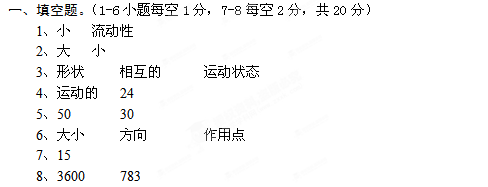 一、填空题。(1-6小题每空1分，7-8每空2分，共20分)
1、小 流动性
2、大 小
3、形状 相互的 运动状态
4、运动的 24
5、50 30
6、大小 方向 作用点
7、15
8、3600 783